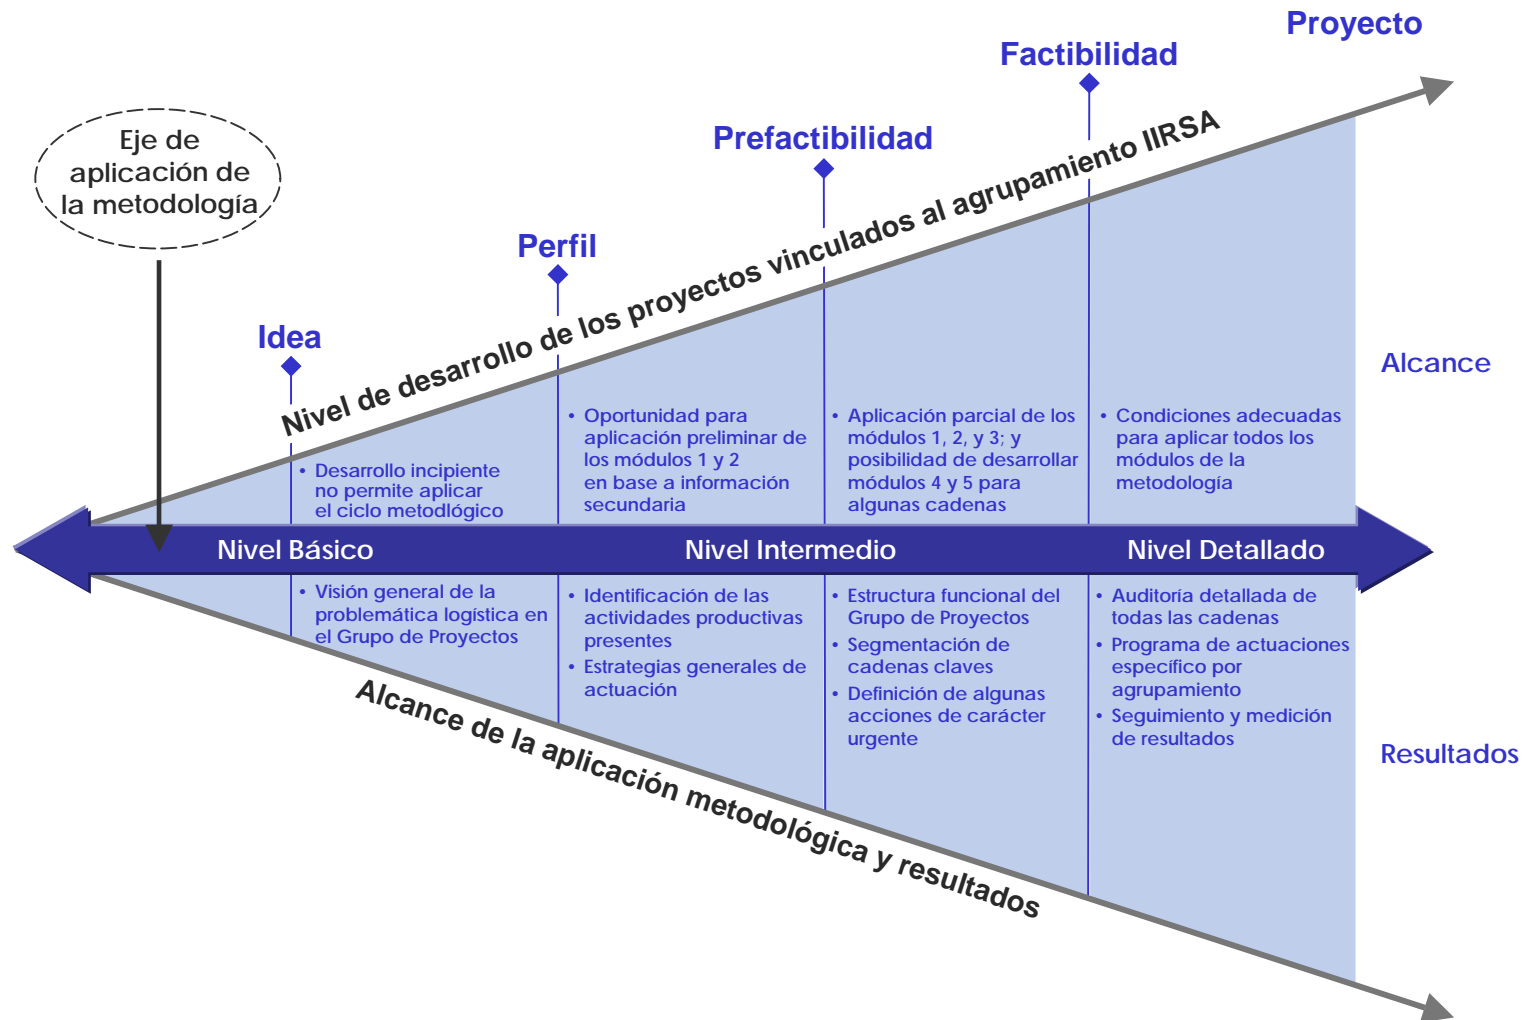 Proyecto
Factibilidad
Prefactibilidad
Perfil
Idea
Eje de
aplicación de
la metodología
Nivel de desarrollo de los proyectos vinculados al agrupamiento IIRSA
Alcance
• Desarrollo incipiente
no permite aplicar
el ciclo metodlógico
• Oportunidad para
aplicación preliminar de
los módulos 1 y 2
en base a información
secundaria
• Aplicación parcial de los
módulos 1, 2, y 3; y
posibilidad de desarrollar
módulos 4 y 5 para
algunas cadenas
• Condiciones adecuadas
para aplicar todos los
módulos de la
metodología
Nivel Básico
Nivel Intermedio
Nivel Detallado
• Visión general de la
problemática logística en
el Grupo de Proyectos
• Identificación de las
actividades productivas
presentes
• Estrategias generales de
actuación
• Estructura funcional del
Grupo de Proyectos
• Segmentación de
cadenas claves
• Definición de algunas
acciones de carácter
urgente
• Auditoría detallada de
todas las cadenas
• Programa de actuaciones
específico por
agrupamiento
• Seguimiento y medición
de resultados
Resultados
Alcance de la aplicación metodológica y resultados